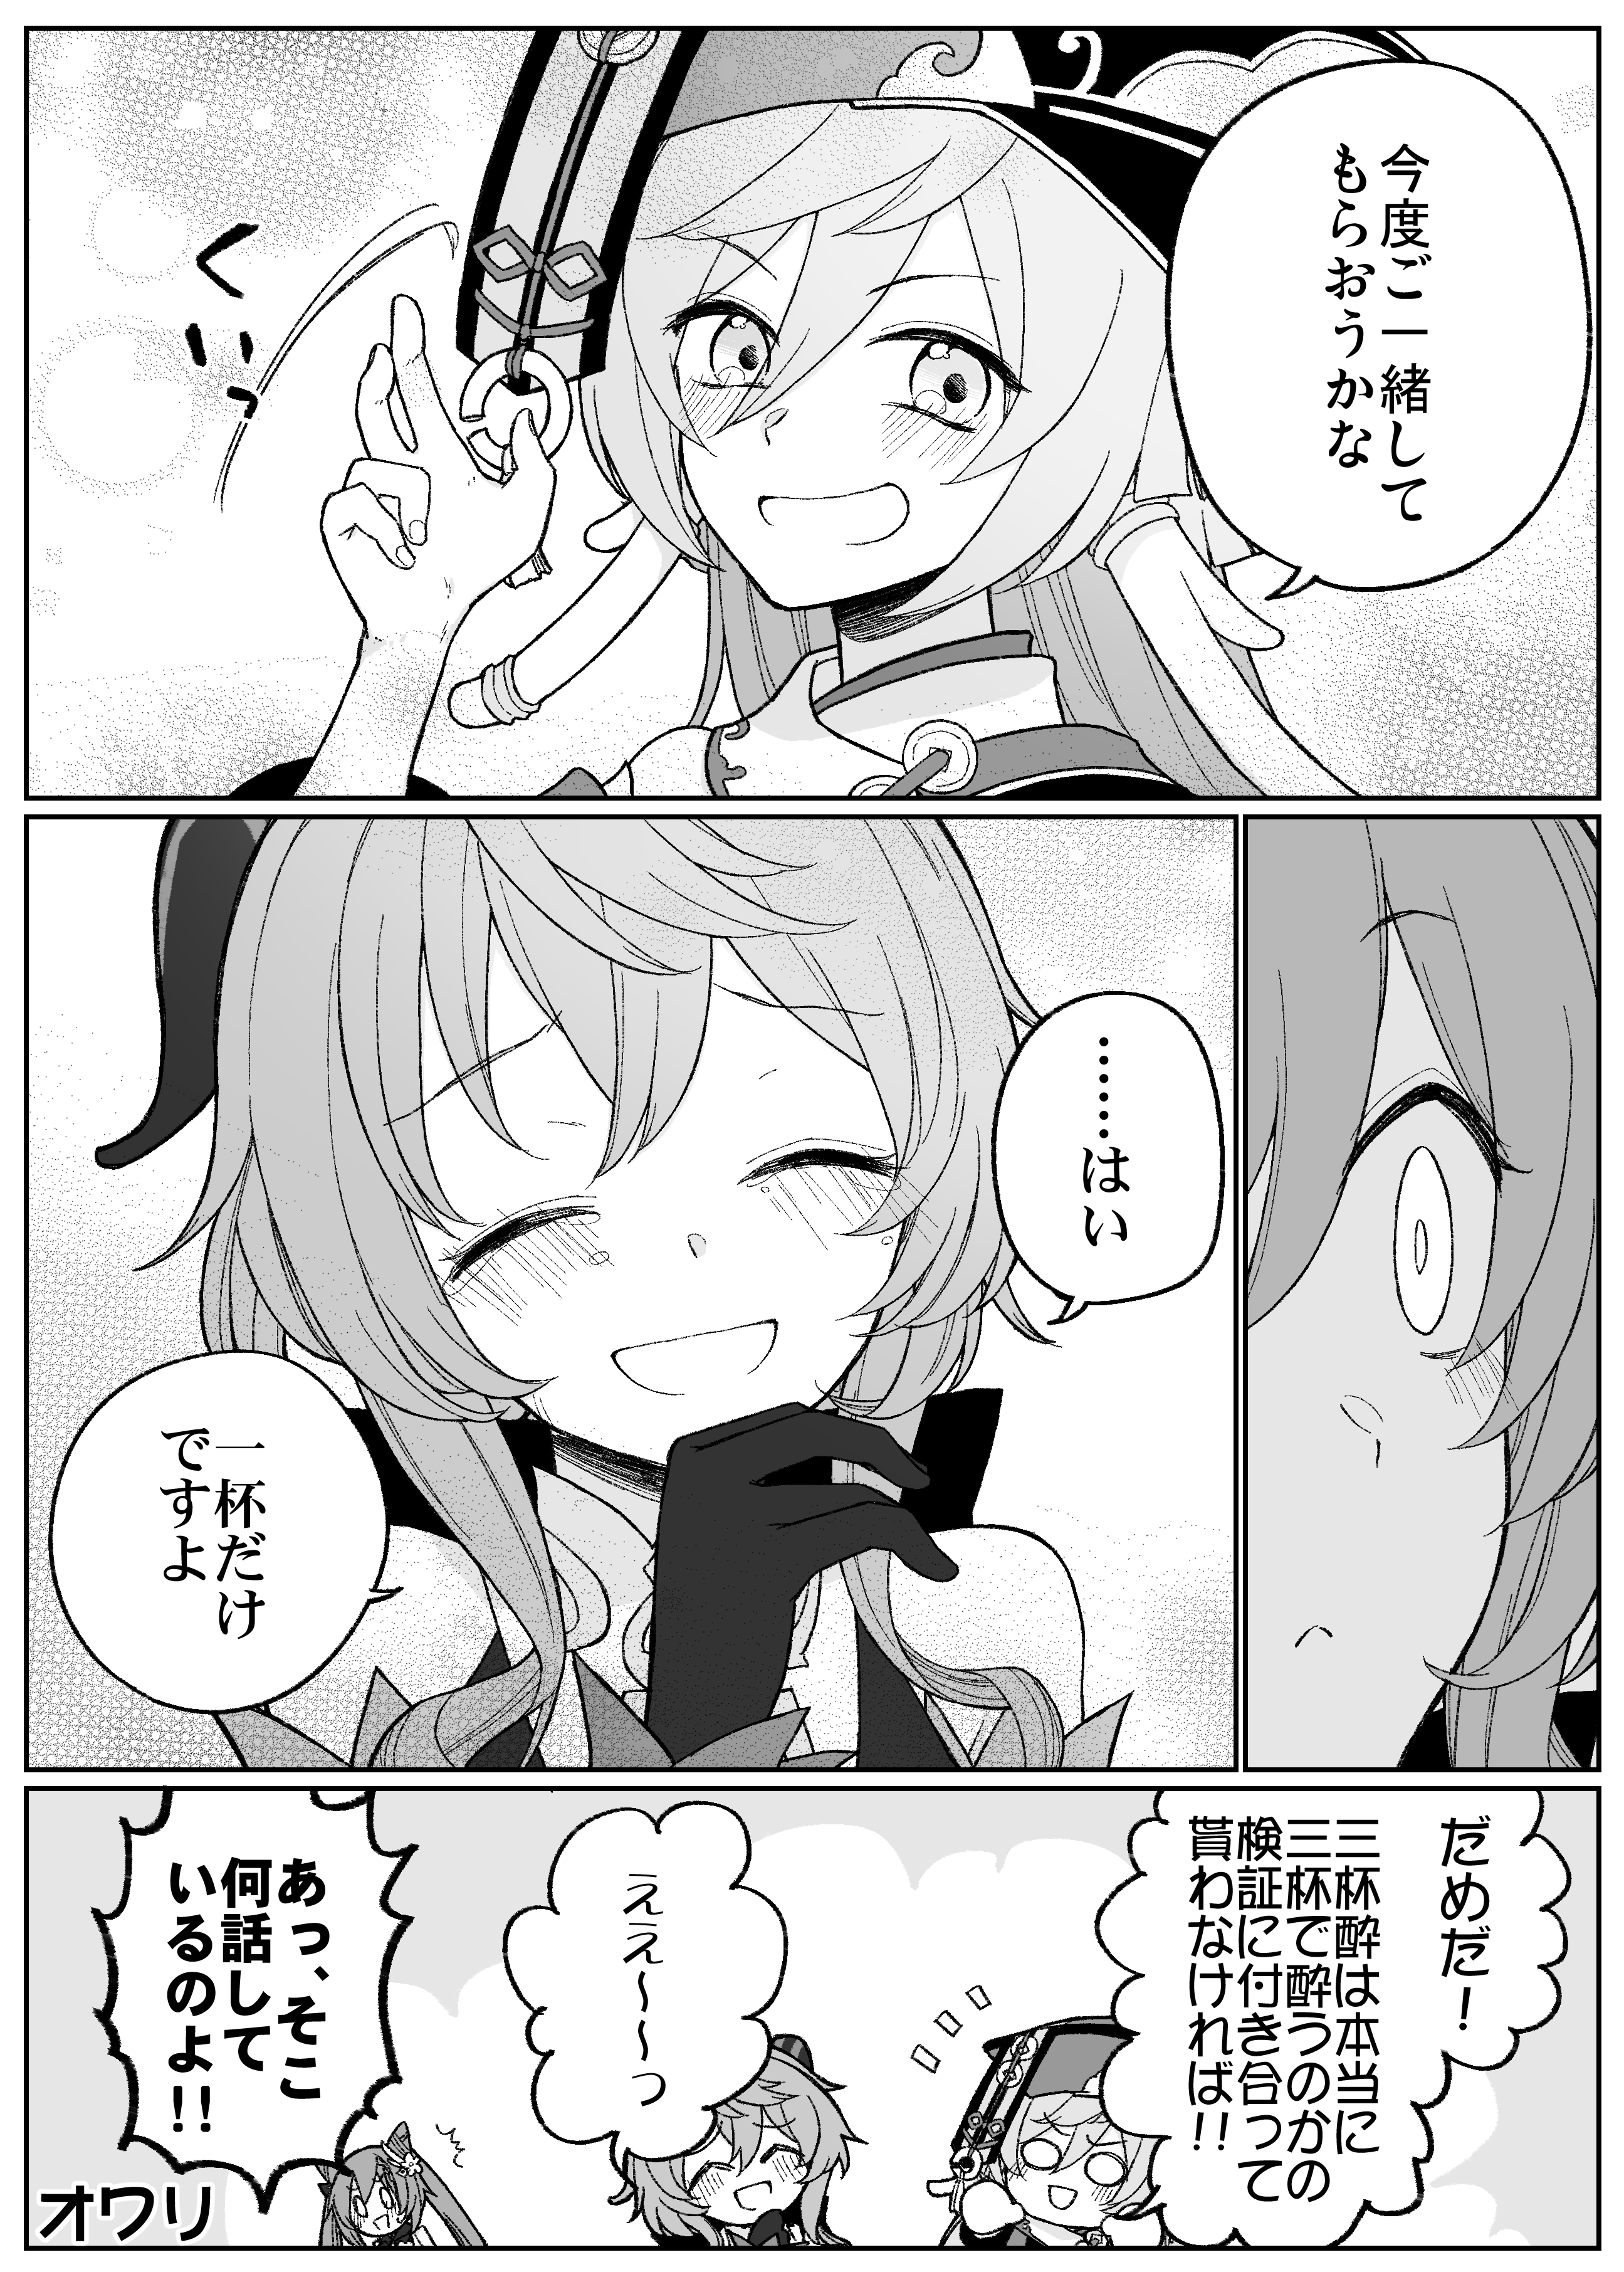 今度ご一緒して
もらおうかな
くいっ
……はい
一杯だけ
ですよ
だめだ！
三杯酔は本当に
三杯で酔うのかの
検証に付き合って
貰わなければ!!
ええ〜〜っ
あっ、そこ
何話して
いるのよ!!
オワリ